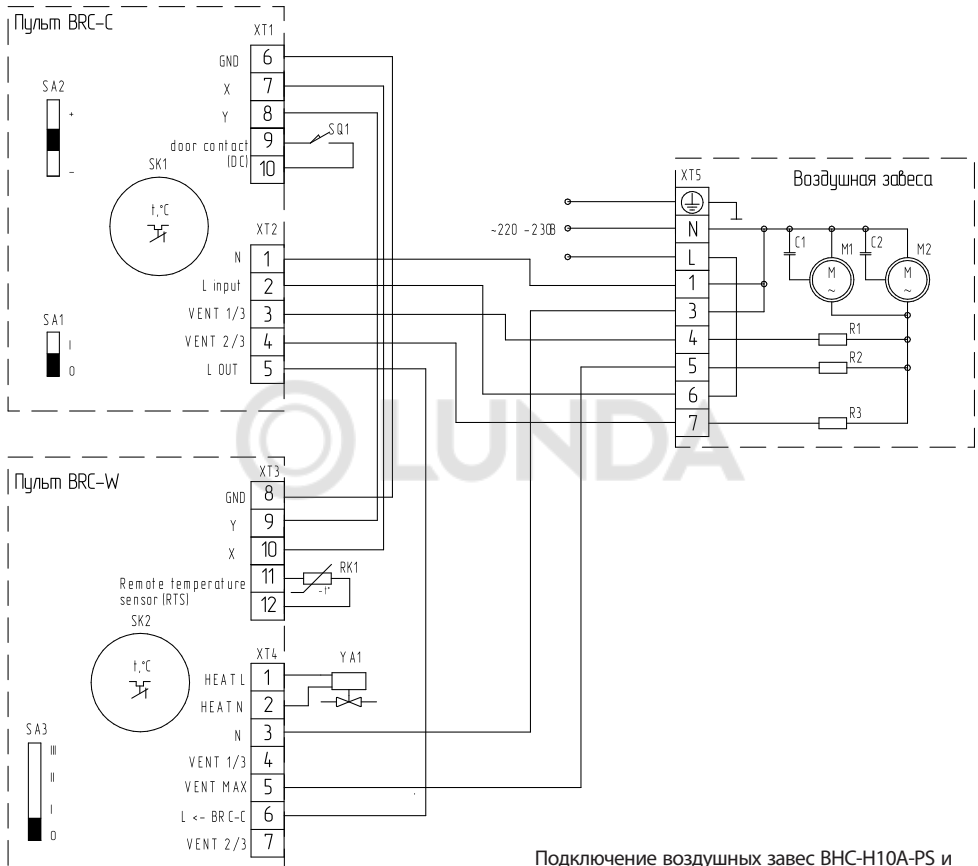 Пульт BRC-C
XT1
GND 6
X 7
Y 8
door contact (DC) 9
10
SQ1
SA2
+
-
SK1
t,°C
XT2
N 1
L input 2
VENT 1/3 3
VENT 2/3 4
L OUT 5
SA1
I
0
~220 -230В
XT5
Воздушная завеса
N
L
1
3
4
5
6
7
C1
M1
M
~
C2
M2
M
~
R1
R2
R3
LUNDA
Пульт BRC-W
XT3
GND 8
Y 9
X 10
Remote temperature 11
sensor (RTS) 12
RK1
-t°
SK2
t,°C
XT4
HEAT L 1
HEAT N 2
N 3
VENT 1/3 4
VENT MAX 5
L <- BRC-C 6
VENT 2/3 7
YA1
SA3
III
II
I
0
Подключение воздушных завес BHC-H10A-PS и